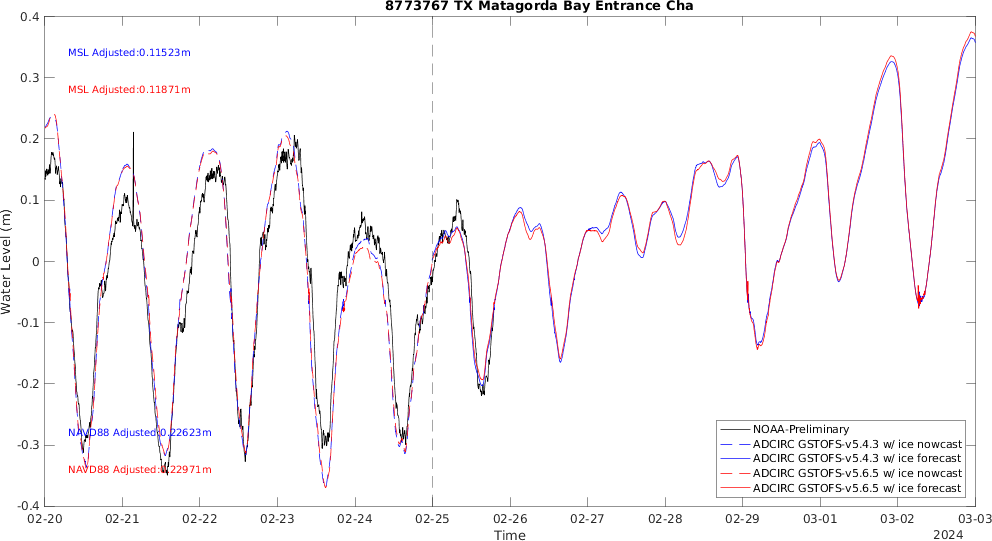 8773767 TX Matagorda Bay Entrance Cha
0.4
0.3
0.2
0.1
0
-0.1
-0.2
-0.3
-0.4
Water Level (m)
MSL Adjusted:0.11523m
MSL Adjusted:0.11871m
NAVD88 Adjusted:0.22623m
NAVD88 Adjusted:0.22971m
NOAA-Preliminary
ADCIRC GSTOFS-v5.4.3 w/ ice nowcast
ADCIRC GSTOFS-v5.4.3 w/ ice forecast
ADCIRC GSTOFS-v5.6.5 w/ ice nowcast
ADCIRC GSTOFS-v5.6.5 w/ ice forecast
02-20 02-21 02-22 02-23 02-24 02-25 02-26 02-27 02-28 02-29 03-01 03-02 03-03
Time
2024